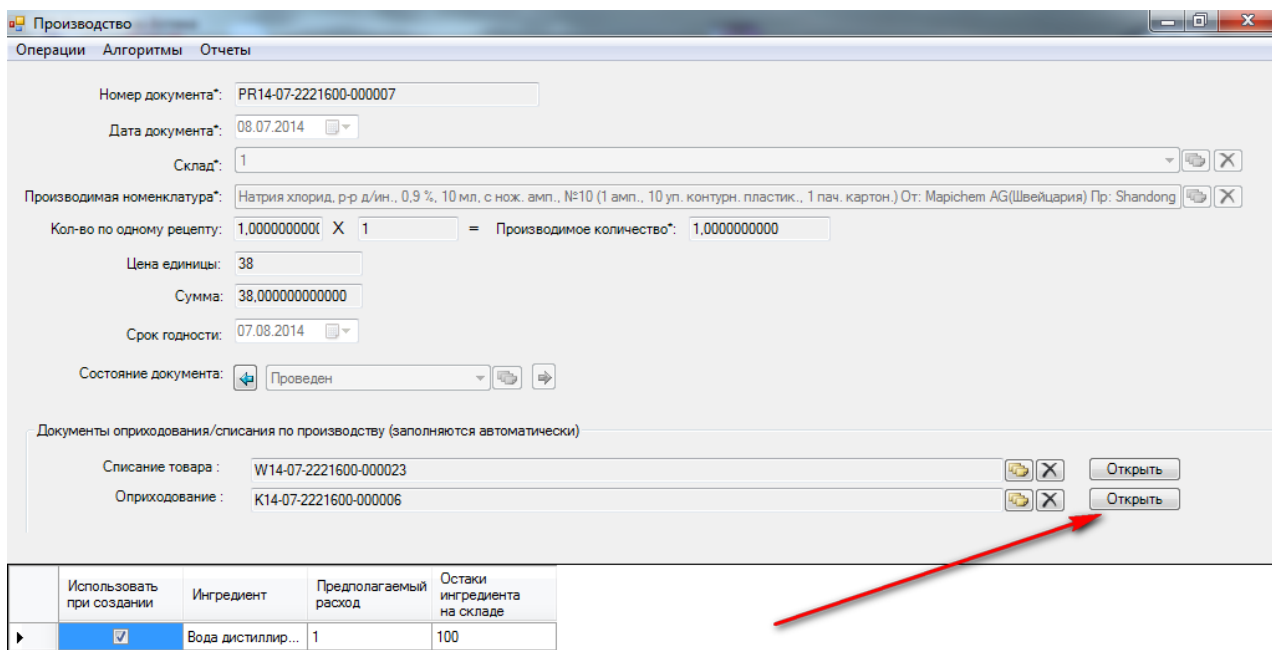 Производство
Операции Алгоритмы Отчеты
Номер документа*: PR14-07-2221600-000007
Дата документа*: 08.07.2014
Склад*: 1
Производимая номенклатура*: Натрия хлорид, р-р д/ин., 0,9 %, 10 мл, с нож. амп., №10 (1 амп., 10 уп. контурн. пластик., 1 пач. картон.) От: Mapichem AG(Швейцария) Пр: Shandong
Кол-во по одному рецепту: 1,000000000( X 1 = Производимое количество*: 1,0000000000
Цена единицы: 38
Сумма: 38,000000000000
Срок годности: 07.08.2014
Состояние документа: Проведен
Документы оприходования/списания по производству (заполняются автоматически)
Списание товара : W14-07-2221600-000023 Открыть
Оприходование : K14-07-2221600-000006 Открыть
Использовать при создании Ингредиент Предполагаемый расход Остаки ингредиента на складе
Вода дистиллир... 1 100